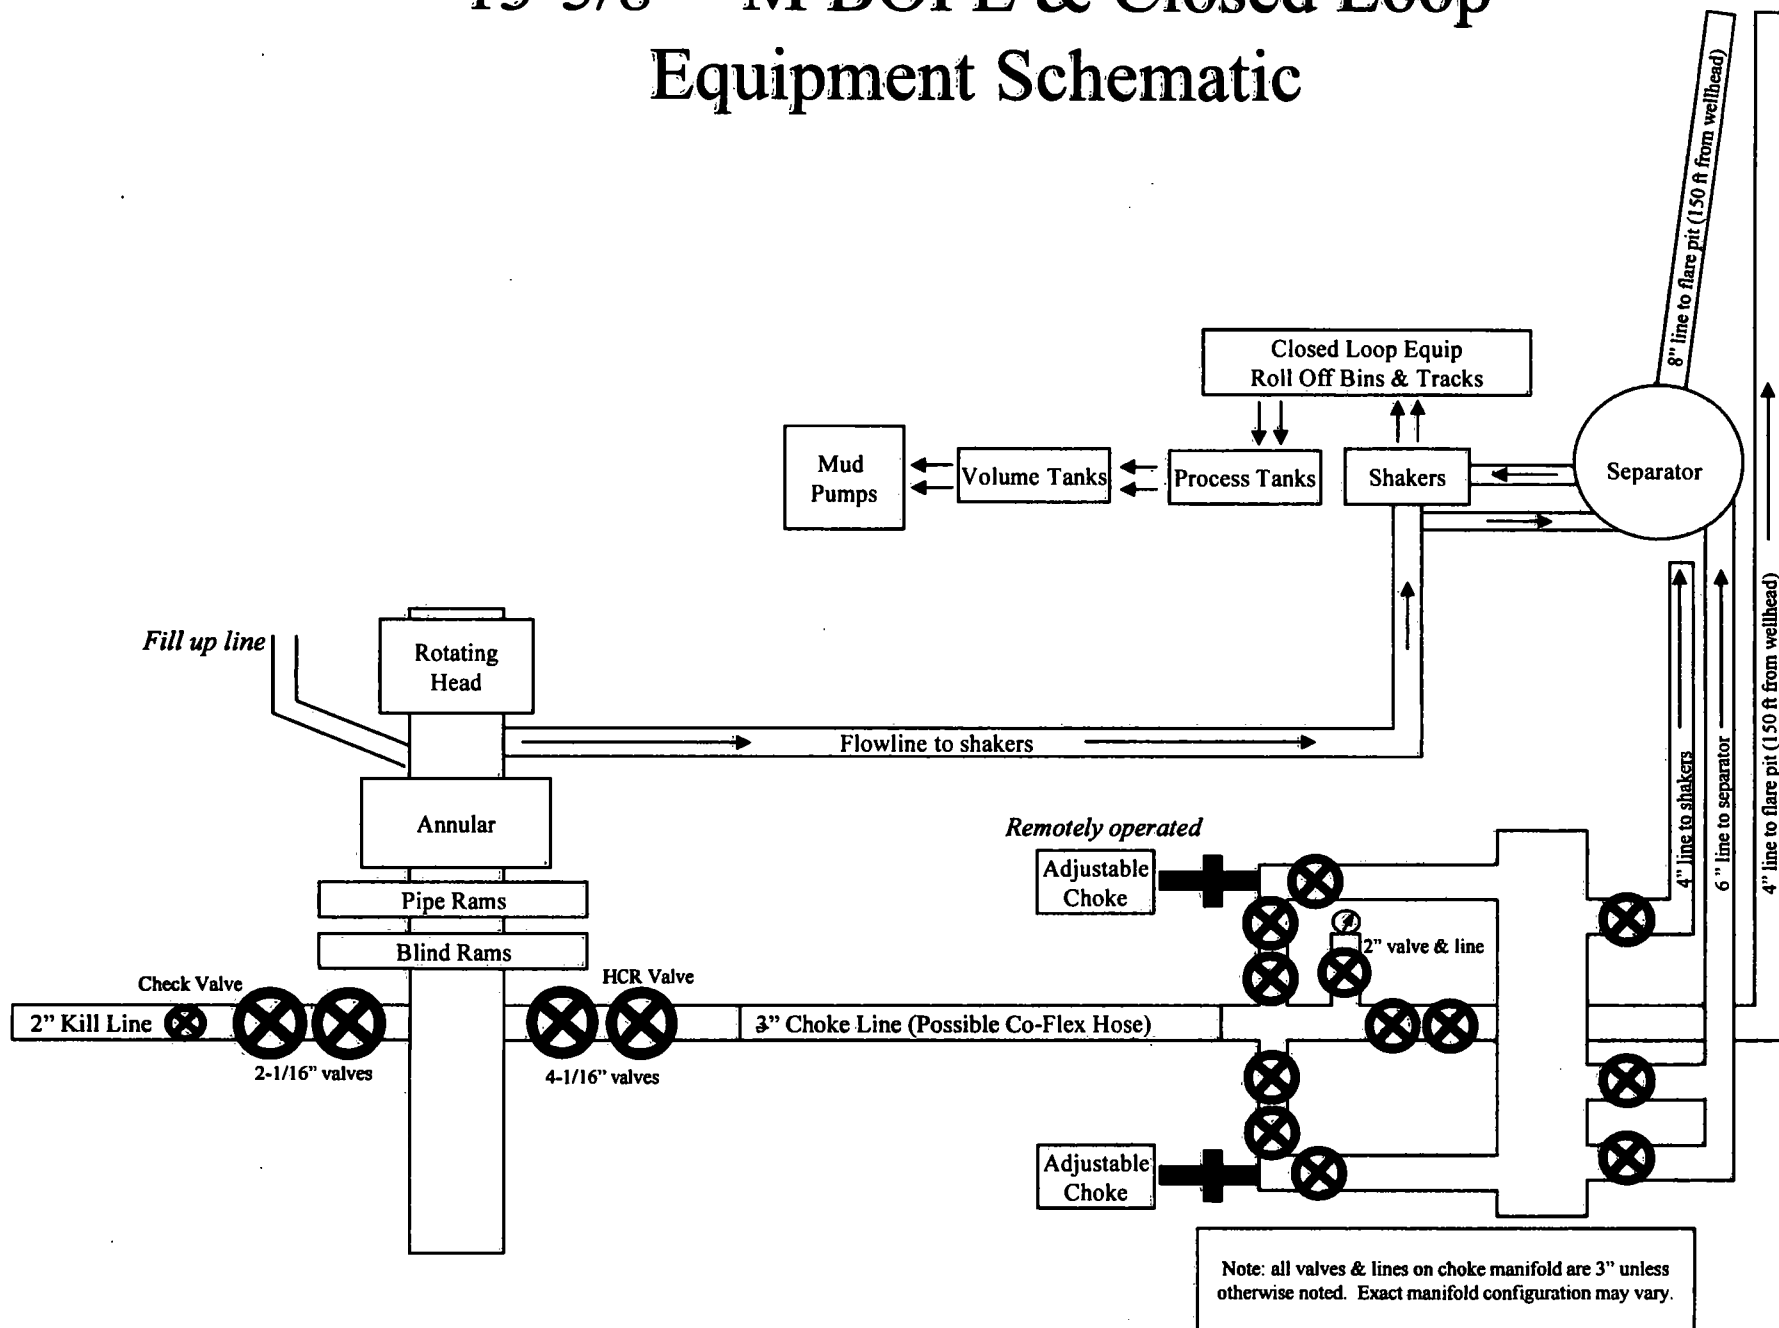 Equipment Schematic
8" line to flare pit (150 ft from wellhead)
Closed Loop Equip
Roll Off Bins & Tracks
Mud
Pumps
Volume Tanks
Process Tanks
Shakers
Separator
Fill up line
Rotating
Head
Flowline to shakers
Annular
Pipe Rams
Blind Rams
Remotely operated
Adjustable
Choke
2" valve & line
4" line to shakers
6 " line to separator
4" line to flare pit (150 ft from wellhead)
Check Valve
HCR Valve
2" Kill Line
3" Choke Line (Possible Co-Flex Hose)
2-1/16" valves
4-1/16" valves
Adjustable
Choke
Note: all valves & lines on choke manifold are 3" unless
otherwise noted.  Exact manifold configuration may vary.